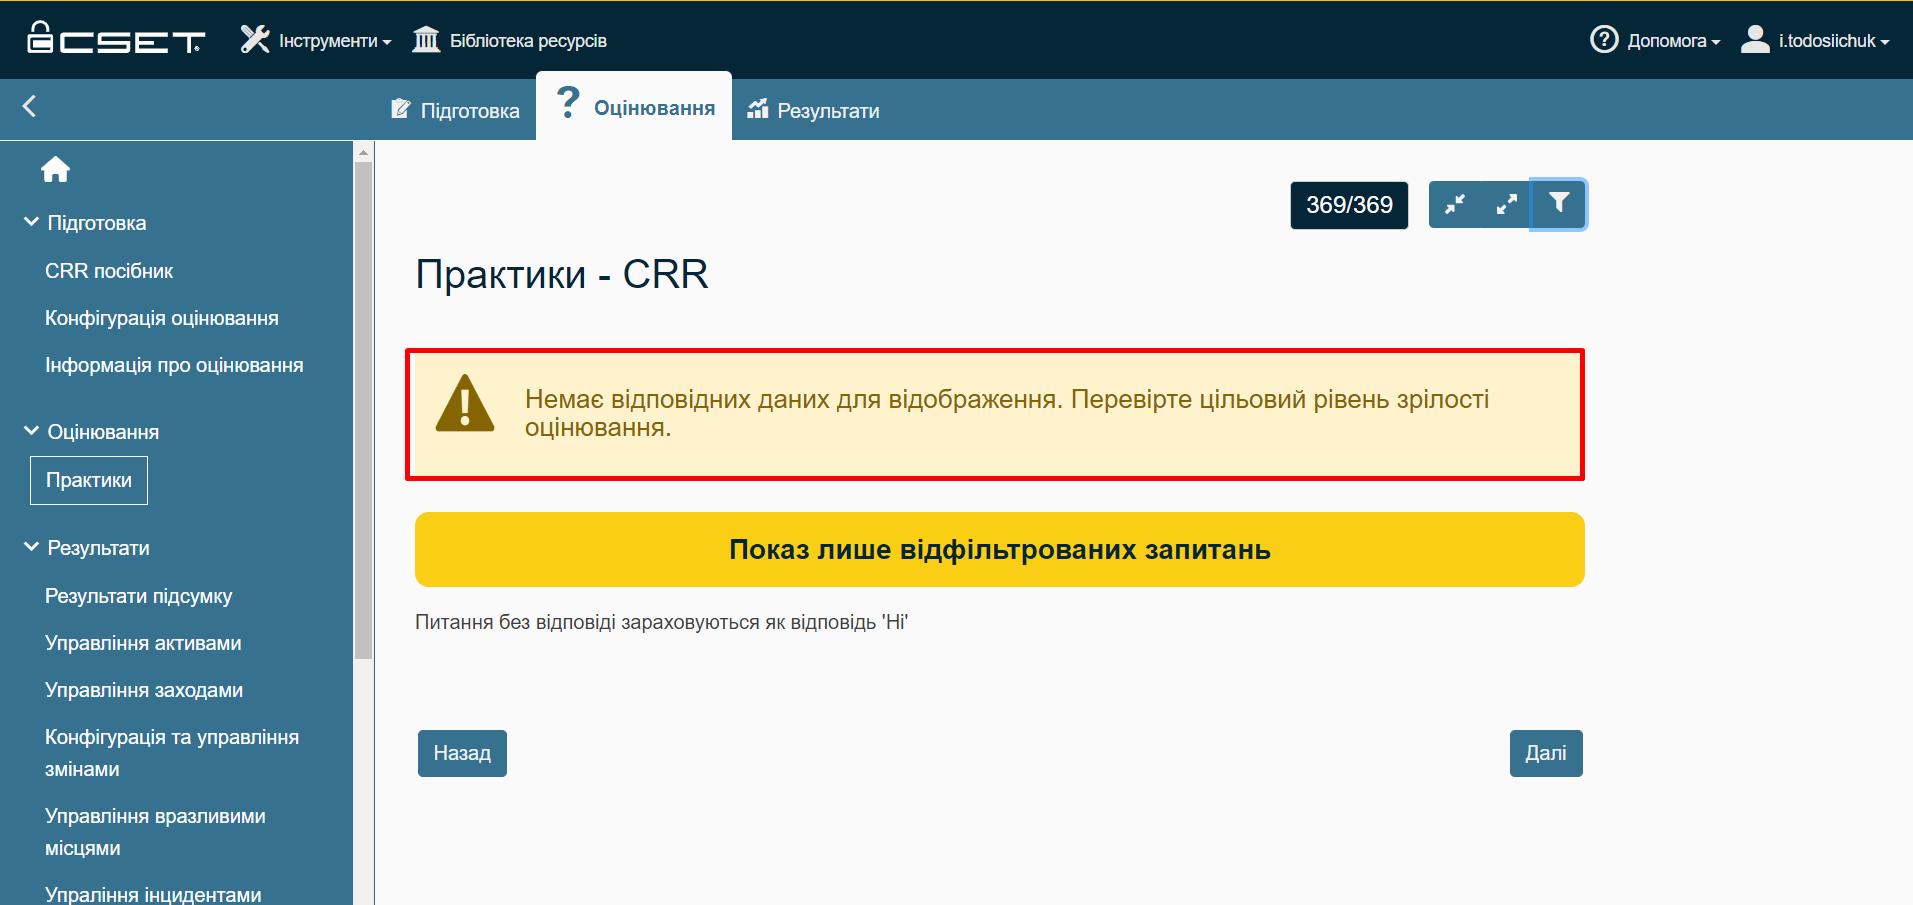 CSET
Інструменти
Бібліотека ресурсів
Допомога
i.todosiichuk
Підготовка
Оцінювання
Результати
Підготовка
CRR посібник
Конфігурація оцінювання
Інформація про оцінювання
Оцінювання
Практики
Результати
Результати підсумку
Управління активами
Управління заходами
Конфігурація та управління
змінами
Управління вразливими
місцями
Упраління інцидентами
369/369
Практики - CRR
Немає відповідних даних для відображення. Перевірте цільовий рівень зрілості
оцінювання.
Показ лише відфільтрованих запитань
Питання без відповіді зараховуються як відповідь 'Ні'
Назад
Далі